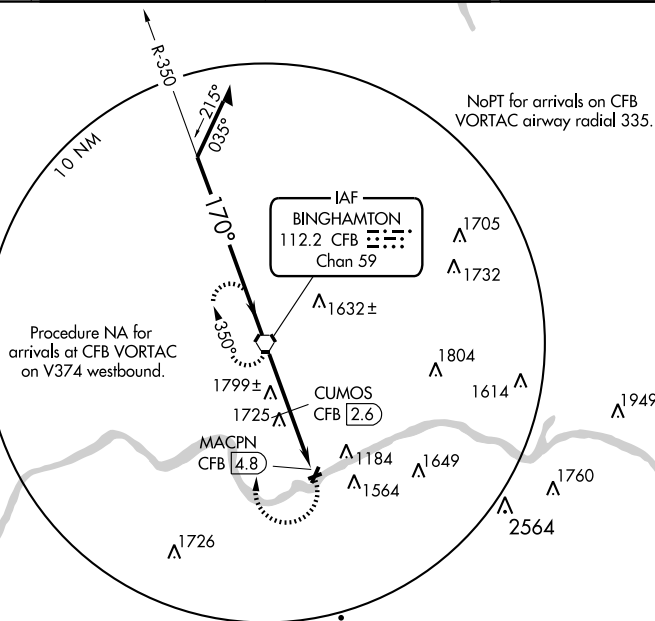 R-350
215°
035°
10 NM
NoPT for arrivals on CFB
VORTAC airway radial 335.
170°
IAF
BINGHAMTON
112.2 CFB
Chan 59
1705
1732
1632±
350°
Procedure NA for
arrivals at CFB VORTAC
on V374 westbound.
1804
1614
1949
1799±
1725
CUMOS
CFB 2.6
MACPN
CFB 4.8
1184
1649
1564
1760
2564
1726